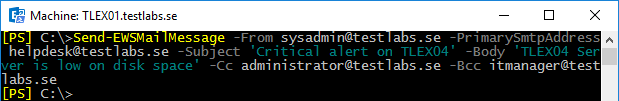 Machine: TLEX01.testlabs.se
[PS] C:\>Send-EWSMailMessage -From sysadmin@testlabs.se -PrimarySmtpAddress
helpdesk@testlabs.se -Subject 'Critical alert on TLEX04' -Body 'TLEX04 Ser
ver is low on disk space' -Cc administrator@testlabs.se -Bcc itmanager@test
labs.se
[PS] C:\>